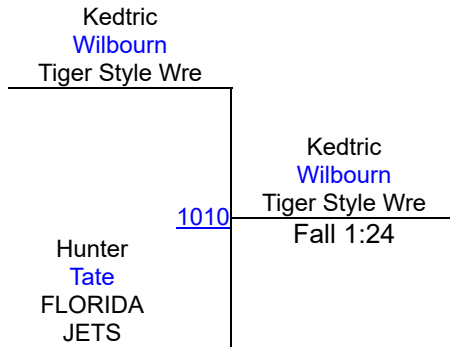 Kedtric
Wilbourn
Tiger Style Wre
Kedtric
Wilbourn
Tiger Style Wre
1010
Fall 1:24
Hunter
Tate
FLORIDA
JETS